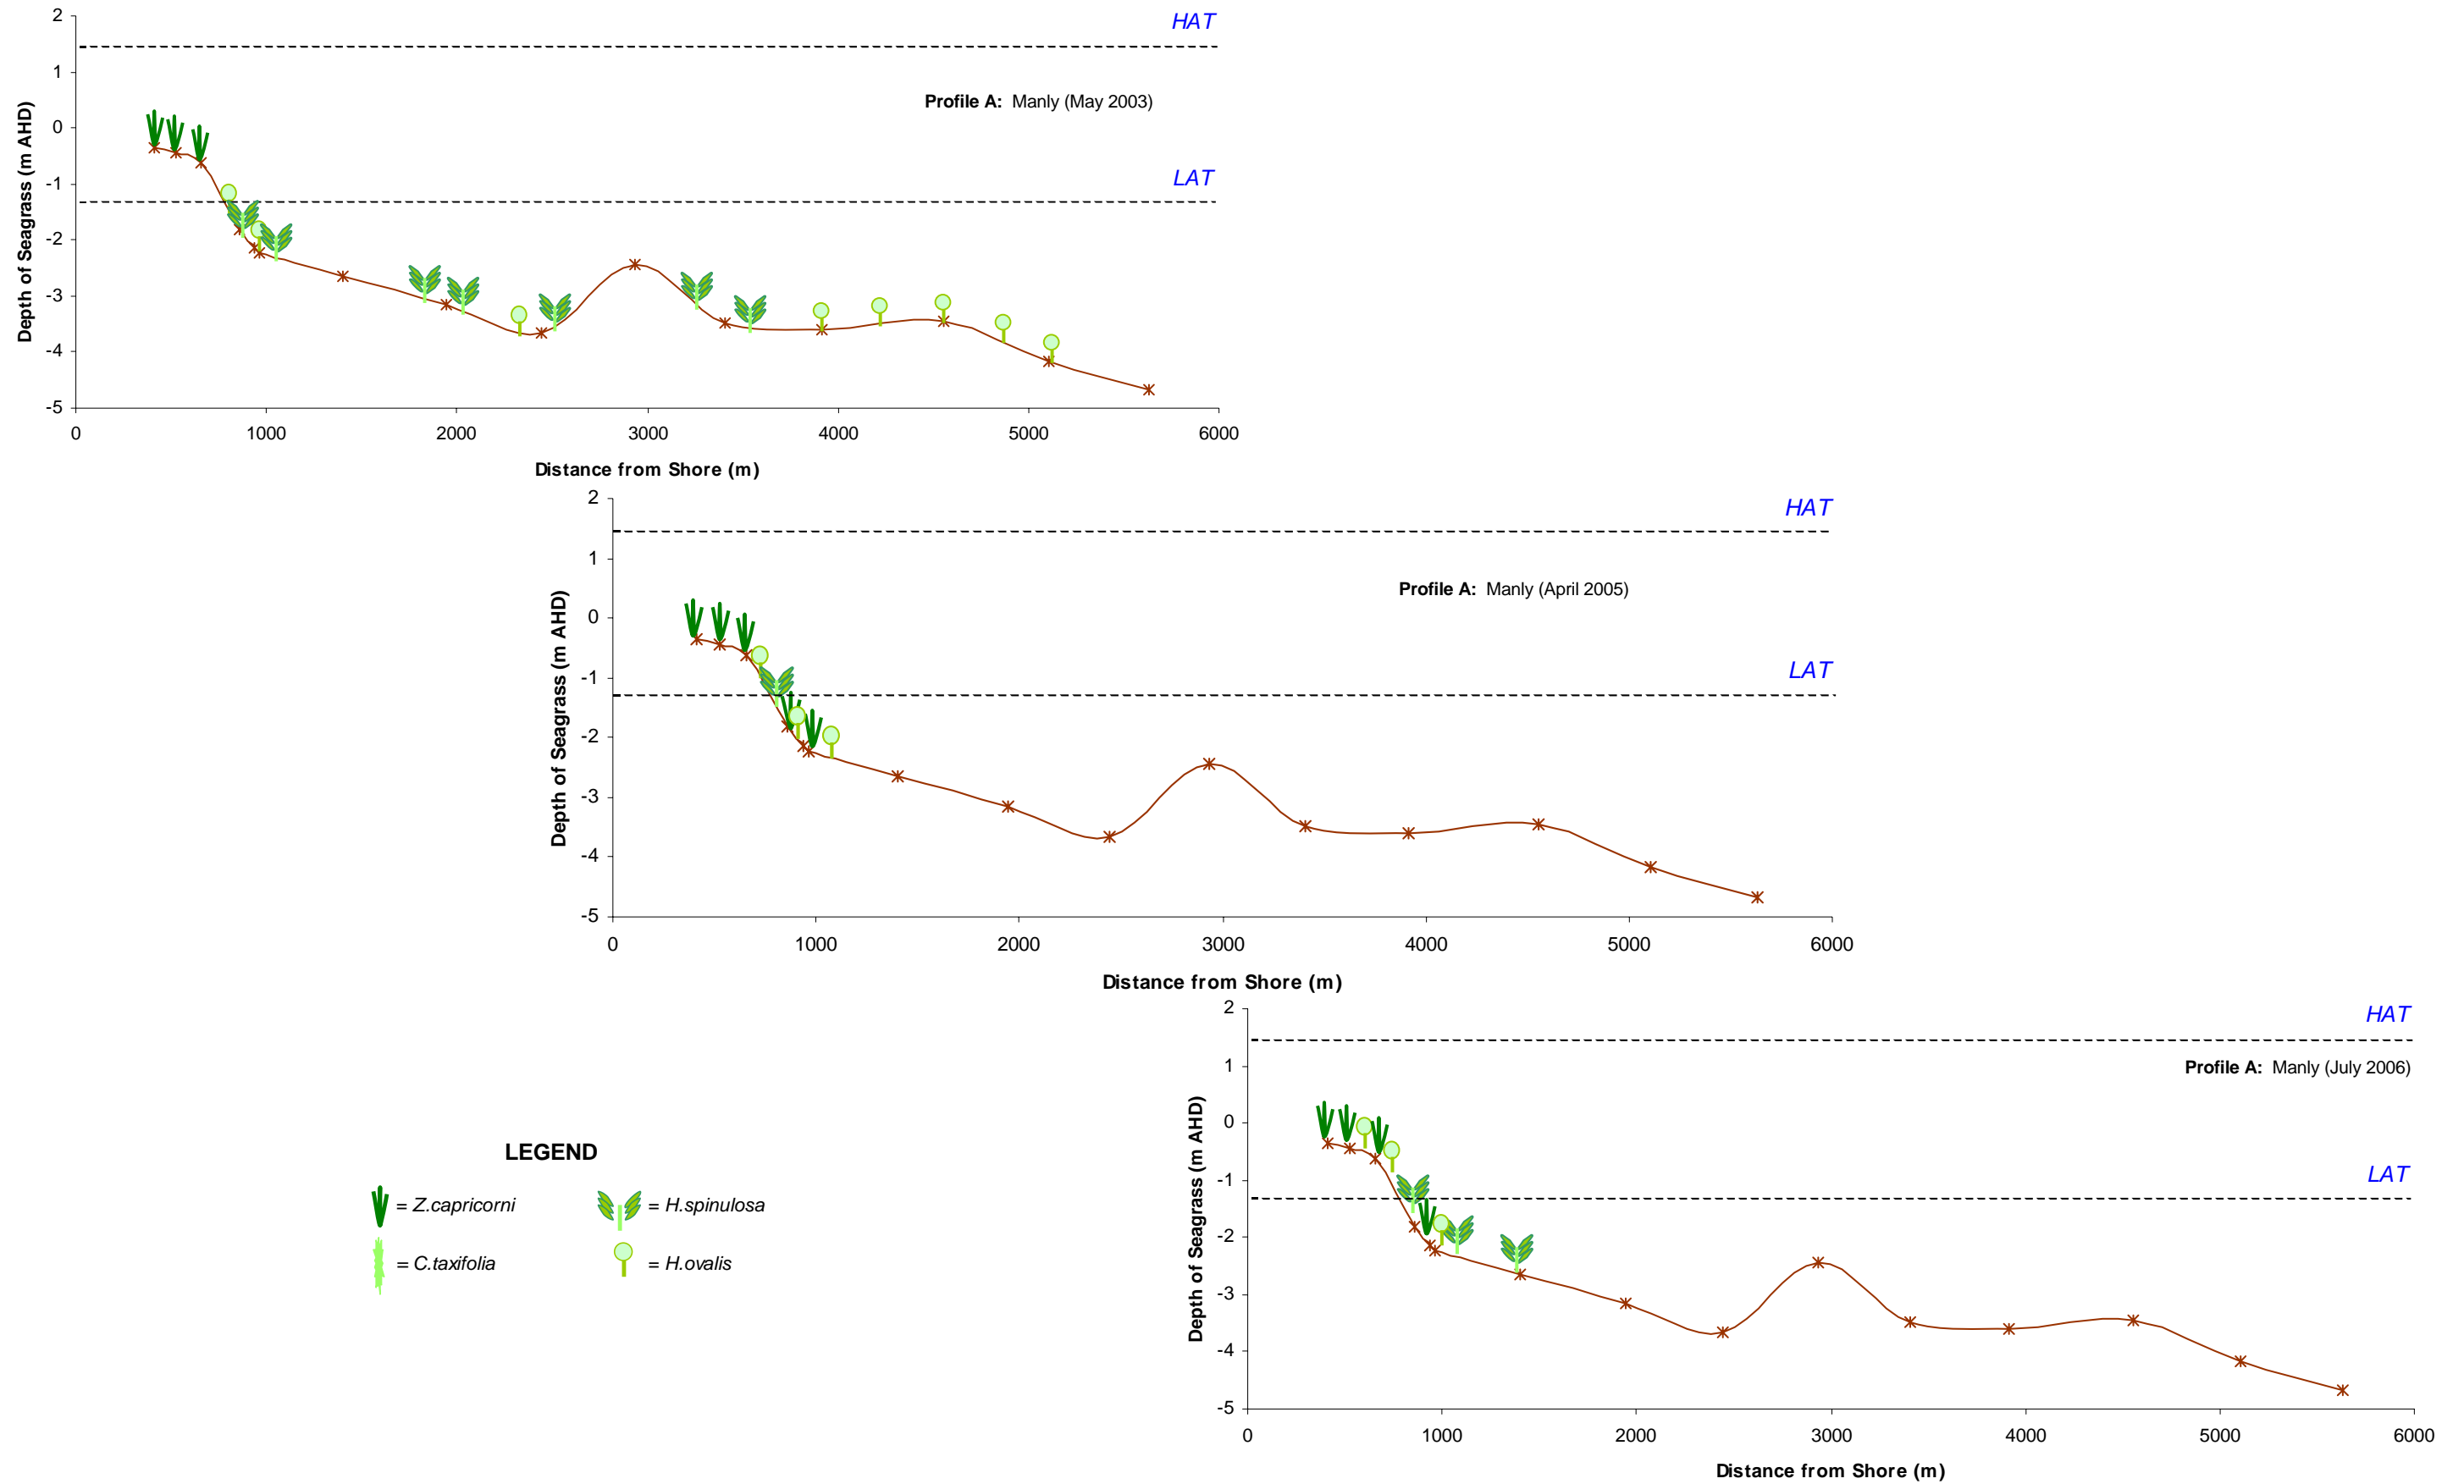 2
HAT
1
Profile A: Manly (May 2003)
0
-1
LAT
-2
-3
-4
-5
Depth of Seagrass (m AHD)
0 1000 2000 3000 4000 5000 6000
Distance from Shore (m)
2
HAT
1
Profile A: Manly (April 2005)
0
-1
LAT
-2
-3
-4
-5
Depth of Seagrass (m AHD)
0 1000 2000 3000 4000 5000 6000
Distance from Shore (m)
2
HAT
1
Profile A: Manly (July 2006)
0
-1
LAT
-2
-3
-4
-5
Depth of Seagrass (m AHD)
0 1000 2000 3000 4000 5000 6000
Distance from Shore (m)
LEGEND
= Z.capricorni
= H.spinulosa
= C.taxifolia
= H.ovalis